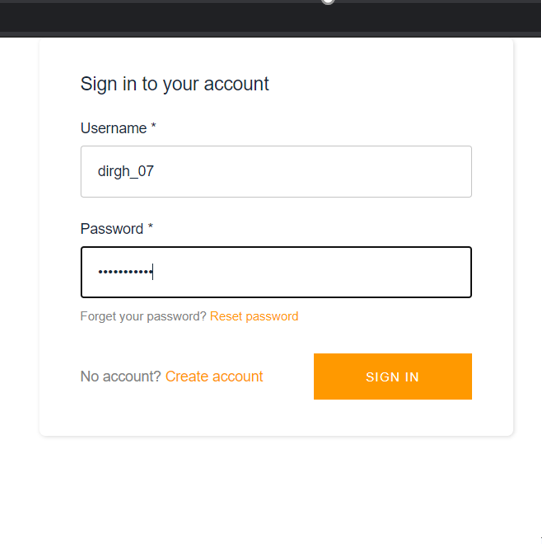 Sign in to your account
Username *
dirgh_07
Password *
•••••••••••
Forget your password? Reset password
No account? Create account
SIGN IN